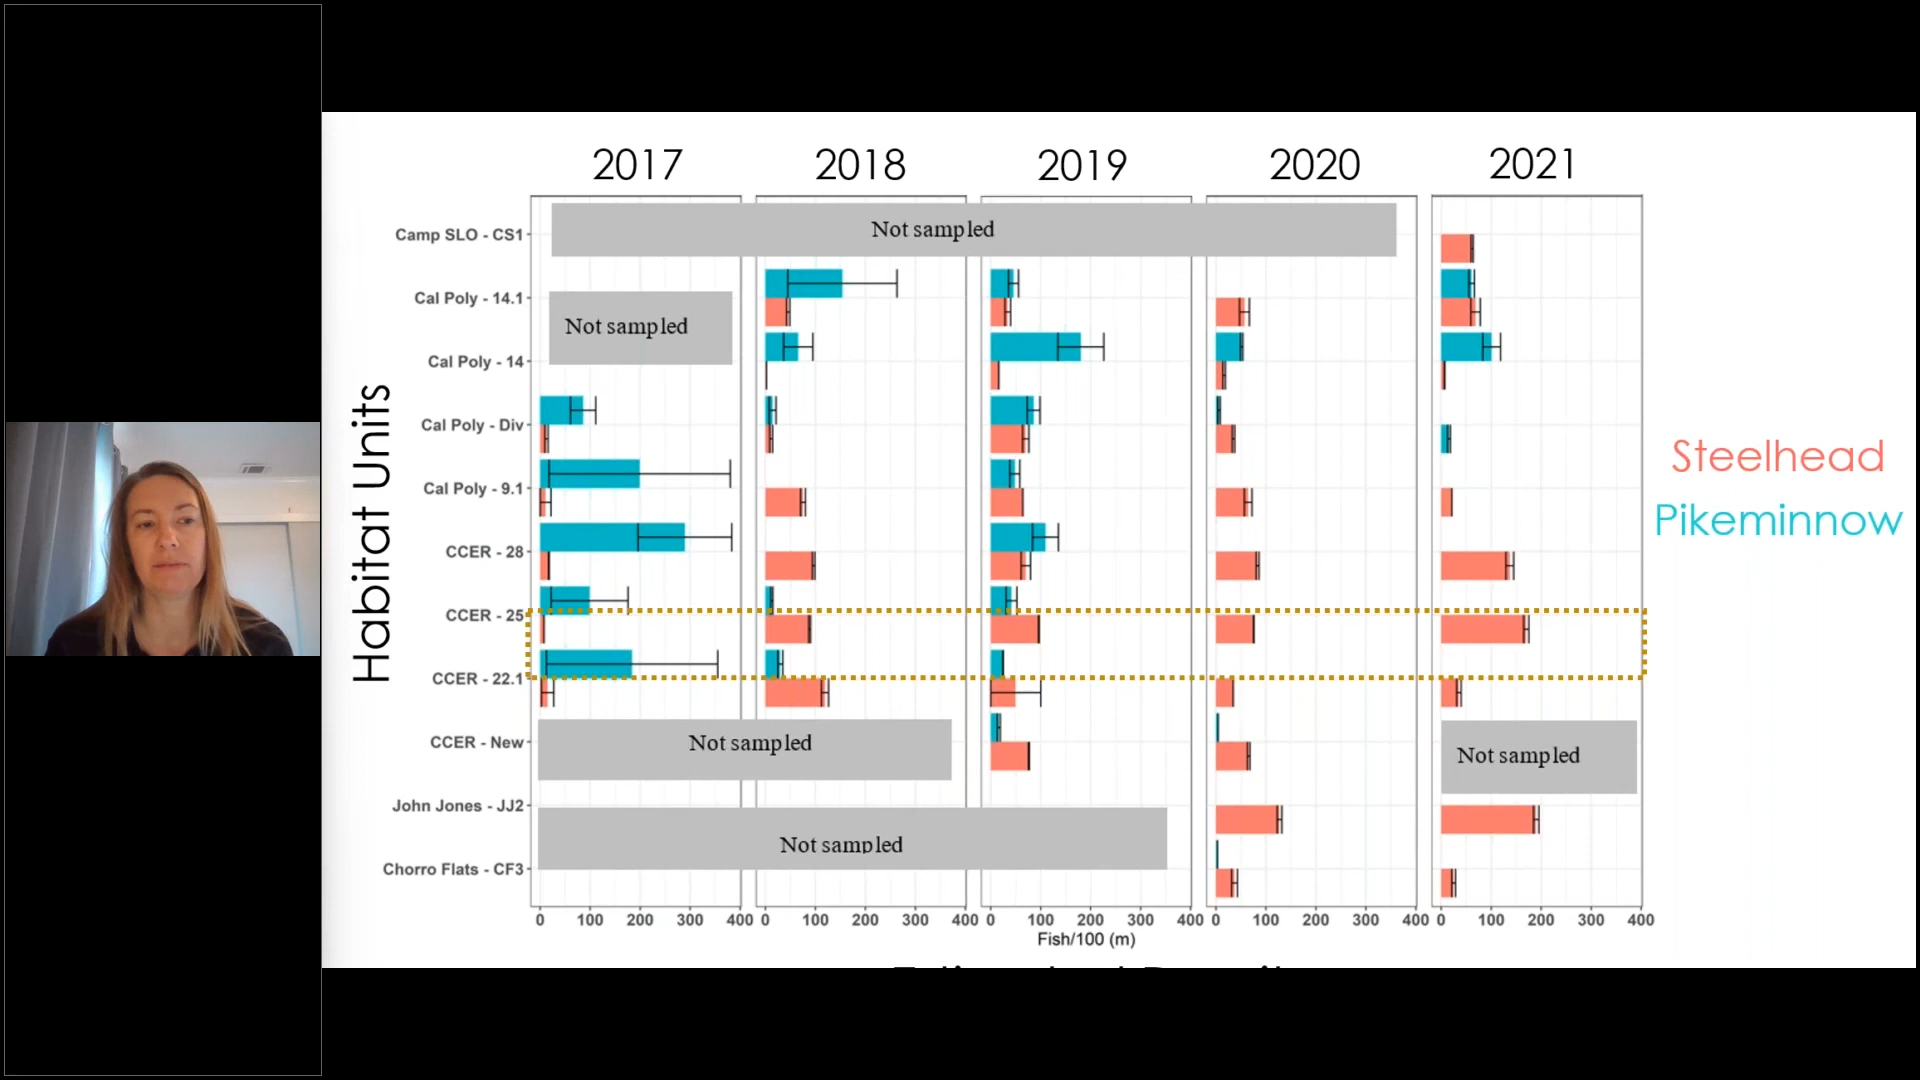 2017 2018 2019 2020 2021
Not sampled
Camp SLO - CS1
Cal Poly - 14.1
Not sampled
Cal Poly - 14
Cal Poly - Div
Cal Poly - 9.1
CCER - 28
CCER - 25
CCER - 22.1
CCER - New
Not sampled
Not sampled
John Jones - JJ2
Not sampled
Chorro Flats - CF3
Habitat Units
Steelhead
Pikeminnow
0 100 200 300 400 0 100 200 300 400 0 100 200 300 400 0 100 200 300 400 0 100 200 300 400
Fish/100 (m)